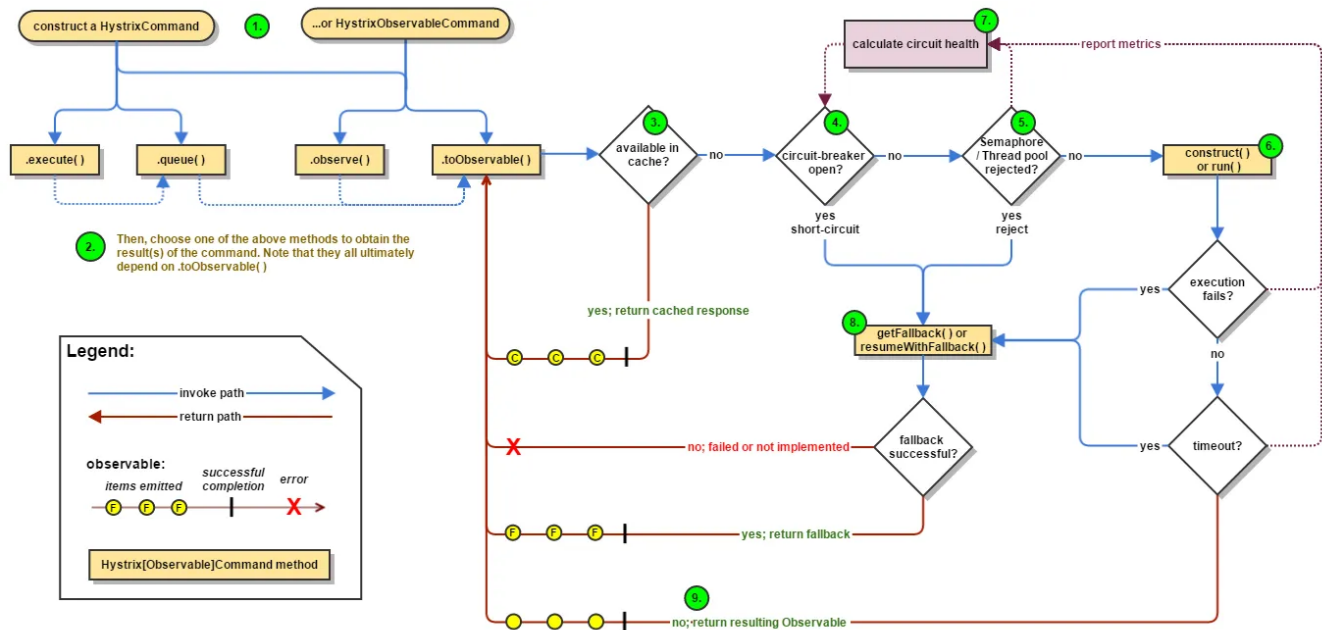 construct a HystrixCommand
1.
...or HystrixObservableCommand
7.
calculate circuit health
report metrics
.execute( )
.queue( )
.observe( )
.toObservable( )
3.
available in
cache?
no
4.
circuit-breaker
open?
no
5.
Semaphore
/ Thread pool
rejected?
no
6.
construct( )
or run( )
yes
short-circuit
yes
reject
2.
Then, choose one of the above methods to obtain the
result(s) of the command. Note that they all ultimately
depend on .toObservable( )
yes
execution
fails?
yes; return cached response
8.
getFallback( ) or
resumeWithFallback( )
no
C C C
Legend:
invoke path
return path
observable:
items emitted
successful
completion
error
F F F
X
Hystrix[Observable]Command method
X
no; failed or not implemented
fallback
successful?
yes
timeout?
F F F
yes; return fallback
9.
no; return resulting Observable